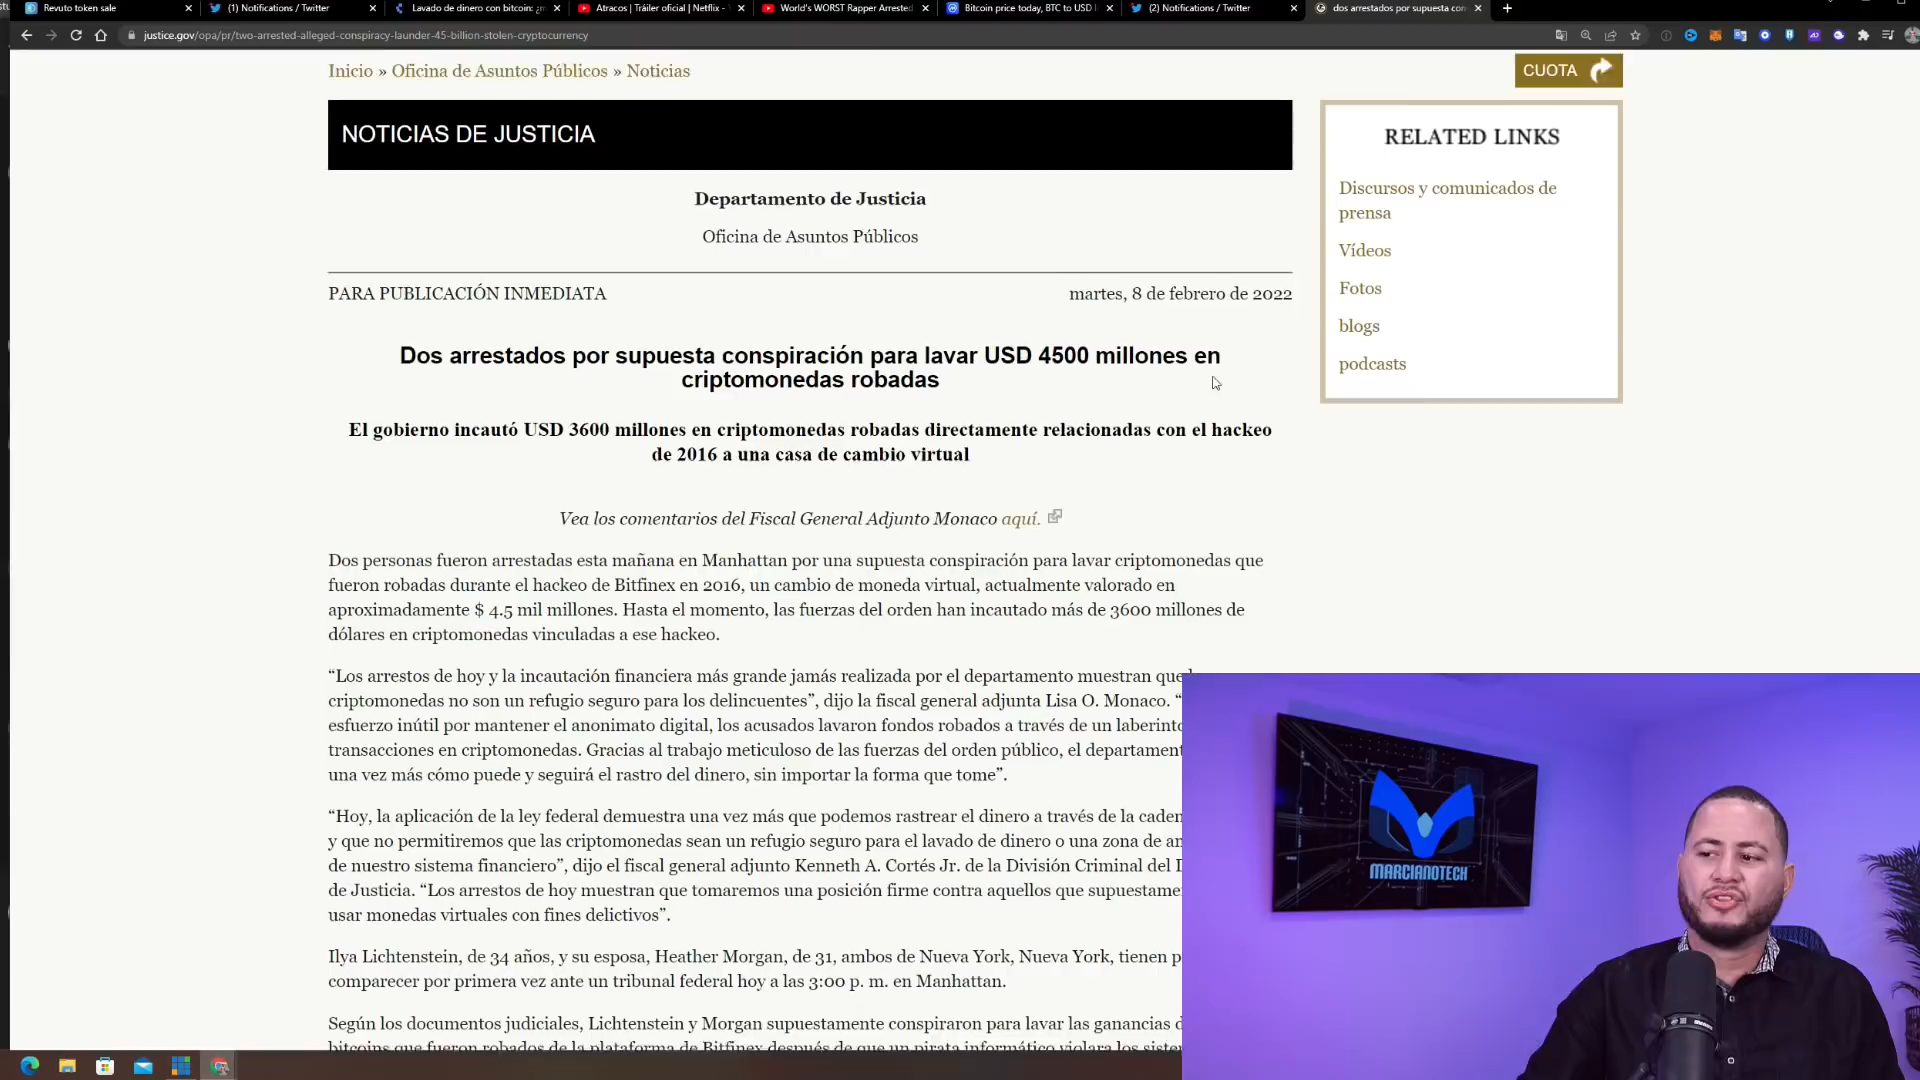 Revuto token sale
(1) Notifications / Twitter
Lavado de dinero con bitcoin: ¿m
Atracos | Tráiler oficial | Netflix -
World's WORST Rapper Arrested
Bitcoin price today, BTC to USD l
(2) Notifications / Twitter
dos arrestados por supuesta con
justice.gov/opa/pr/two-arrested-alleged-conspiracy-launder-45-billion-stolen-cryptocurrency
Inicio » Oficina de Asuntos Públicos » Noticias
CUOTA
NOTICIAS DE JUSTICIA
Departamento de Justicia
Oficina de Asuntos Públicos
PARA PUBLICACIÓN INMEDIATA
martes, 8 de febrero de 2022
Dos arrestados por supuesta conspiración para lavar USD 4500 millones en
criptomonedas robadas
El gobierno incautó USD 3600 millones en criptomonedas robadas directamente relacionadas con el hackeo
de 2016 a una casa de cambio virtual
Vea los comentarios del Fiscal General Adjunto Monaco aquí.
Dos personas fueron arrestadas esta mañana en Manhattan por una supuesta conspiración para lavar criptomonedas que
fueron robadas durante el hackeo de Bitfinex en 2016, un cambio de moneda virtual, actualmente valorado en
aproximadamente $ 4.5 mil millones. Hasta el momento, las fuerzas del orden han incautado más de 3600 millones de
dólares en criptomonedas vinculadas a ese hackeo.
“Los arrestos de hoy y la incautación financiera más grande jamás realizada por el departamento muestran que l
criptomonedas no son un refugio seguro para los delincuentes”, dijo la fiscal general adjunta Lisa O. Monaco. “
esfuerzo inútil por mantener el anonimato digital, los acusados lavaron fondos robados a través de un laberinto
transacciones en criptomonedas. Gracias al trabajo meticuloso de las fuerzas del orden público, el departament
una vez más cómo puede y seguirá el rastro del dinero, sin importar la forma que tome”.
“Hoy, la aplicación de la ley federal demuestra una vez más que podemos rastrear el dinero a través de la caden
y que no permitiremos que las criptomonedas sean un refugio seguro para el lavado de dinero o una zona de an
de nuestro sistema financiero”, dijo el fiscal general adjunto Kenneth A. Cortés Jr. de la División Criminal del D
de Justicia. “Los arrestos de hoy muestran que tomaremos una posición firme contra aquellos que supuestame
usar monedas virtuales con fines delictivos”.
Ilya Lichtenstein, de 34 años, y su esposa, Heather Morgan, de 31, ambos de Nueva York, Nueva York, tienen p
comparecer por primera vez ante un tribunal federal hoy a las 3:00 p. m. en Manhattan.
Según los documentos judiciales, Lichtenstein y Morgan supuestamente conspiraron para lavar las ganancias d
bitcoins que fueron robados de la plataforma de Bitfinex después de que un pirata informático violara los siste
RELATED LINKS
Discursos y comunicados de
prensa
Vídeos
Fotos
blogs
podcasts
MARCIANOTECH